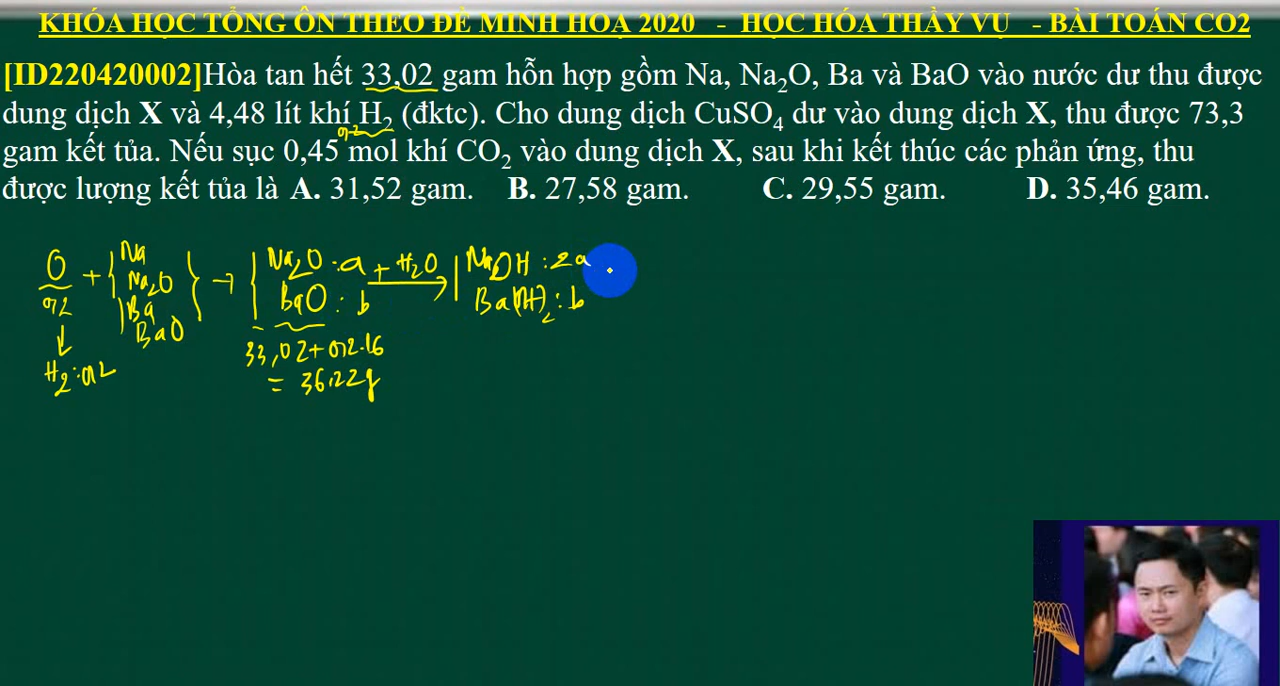 KHÓA HỌC TỔNG ÔN THEO ĐỀ MINH HOẠ 2020 - HỌC HÓA THẦY VỤ - BÀI TOÁN CO2
[ID220420002]Hòa tan hết 33,02 gam hỗn hợp gồm Na, Na₂O, Ba và BaO vào nước dư thu được
dung dịch X và 4,48 lít khí H₂ (đktc). Cho dung dịch CuSO₄ dư vào dung dịch X, thu được 73,3
0,2
gam kết tủa. Nếu sục 0,45 mol khí CO₂ vào dung dịch X, sau khi kết thúc các phản ứng, thu
được lượng kết tủa là A. 31,52 gam. B. 27,58 gam. C. 29,55 gam. D. 35,46 gam.
O + { Na Na₂O Ba BaO } → { Na₂O : a + H₂O → | NaOH : 2a
0,2 BaO : b Ba(OH)₂ : b
↓ 33,02 + 0,2.16
H₂ : 0,2 = 36,22g